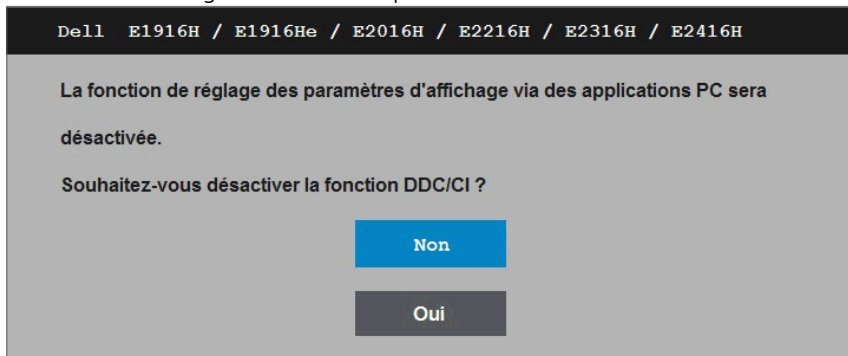 Dell E1916H / E1916He / E2016H / E2216H / E2316H / E2416H
La fonction de réglage des paramètres d'affichage via des applications PC sera
désactivée.
Souhaitez-vous désactiver la fonction DDC/CI ?
Non
Oui